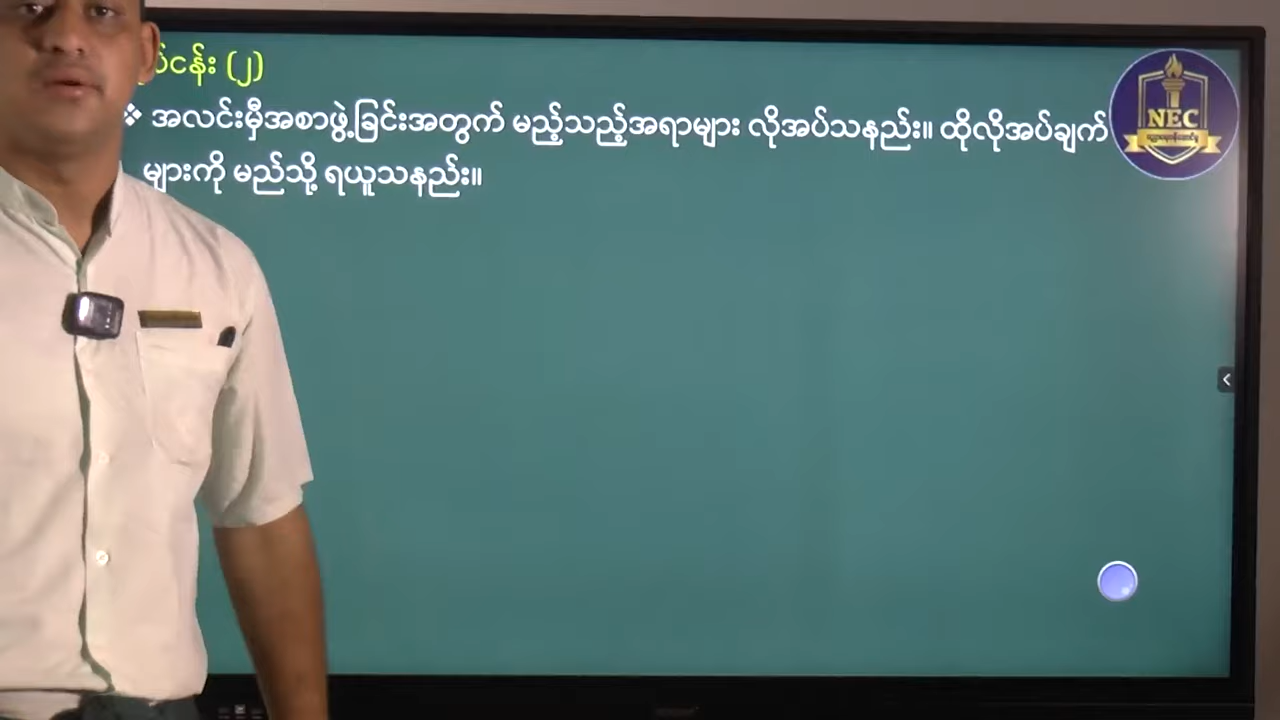 ငန်း (၂)
❖ အလင်းမှီအစာဖွဲ့ခြင်းအတွက် မည့်သည့်အရာများ လိုအပ်သနည်း။ ထိုလိုအပ်ချက်
များကို မည်သို့ ရယူသနည်း။
NEC